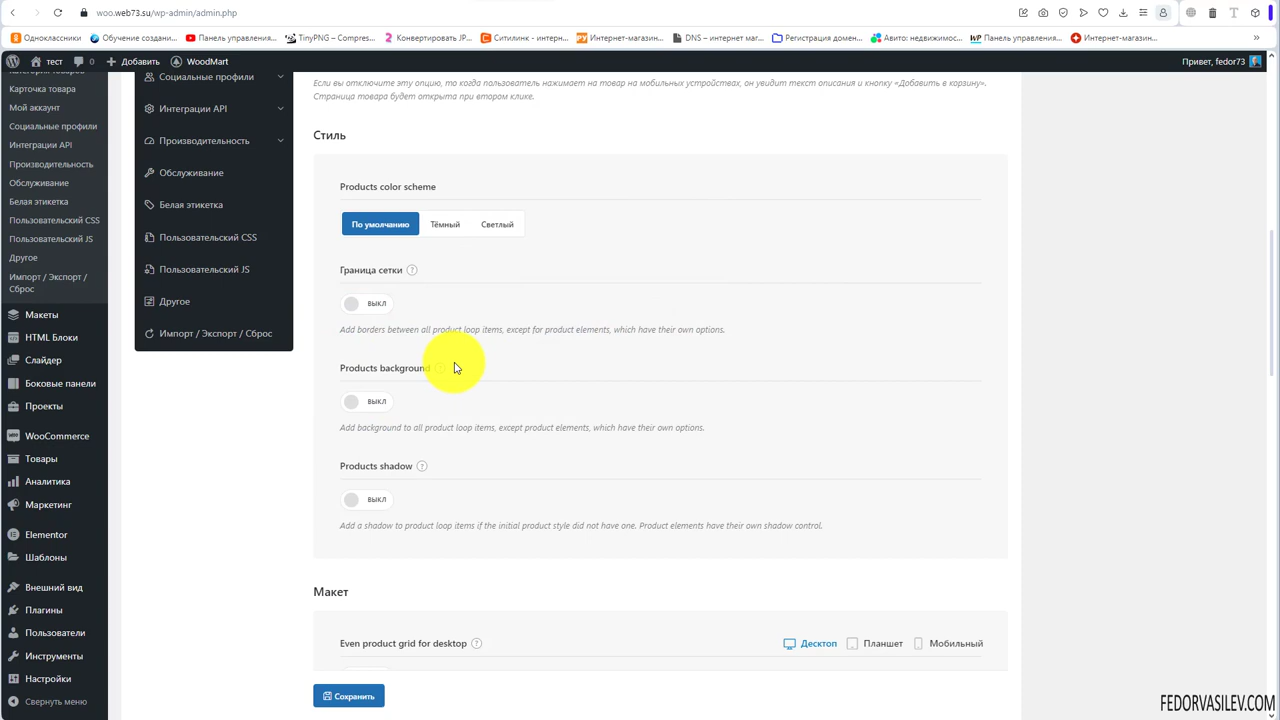 woo.web73.su/wp-admin/admin.php
Одноклассники
Обучение создани...
Панель управления...
TinyPNG – Compres...
Конвертировать JP...
Ситилинк - интерн...
Интернет-магазин...
DNS – интернет маг...
Регистрация домен...
Авито: недвижимос...
Панель управления...
Интернет-магазин...
тест
0
Добавить
WoodMart
Привет, fedor73
Категории товаров
Карточка товара
Мой аккаунт
Социальные профили
Интеграции API
Производительность
Обслуживание
Белая этикетка
Пользовательский CSS
Пользовательский JS
Другое
Импорт / Экспорт /
Сброс
Макеты
HTML Блоки
Слайдер
Боковые панели
Проекты
WooCommerce
Товары
Аналитика
Маркетинг
Elementor
Шаблоны
Внешний вид
Плагины
Пользователи
Инструменты
Настройки
Свернуть меню
Социальные профили
Интеграции API
Производительность
Обслуживание
Белая этикетка
Пользовательский CSS
Пользовательский JS
Другое
Импорт / Экспорт / Сброс
Если вы отключите эту опцию, то когда пользователь нажимает на товар на мобильных устройствах, он увидит текст описания и кнопку «Добавить в корзину».
Страница товара будет открыта при втором клике.
Стиль
Products color scheme
По умолчанию
Тёмный
Светлый
Граница сетки
ВЫКЛ
Add borders between all product loop items, except for product elements, which have their own options.
Products background
ВЫКЛ
Add background to all product loop items, except product elements, which have their own options.
Products shadow
ВЫКЛ
Add a shadow to product loop items if the initial product style did not have one. Product elements have their own shadow control.
Макет
Even product grid for desktop
Десктоп
Планшет
Мобильный
Сохранить
FEDORVASILEV.COM